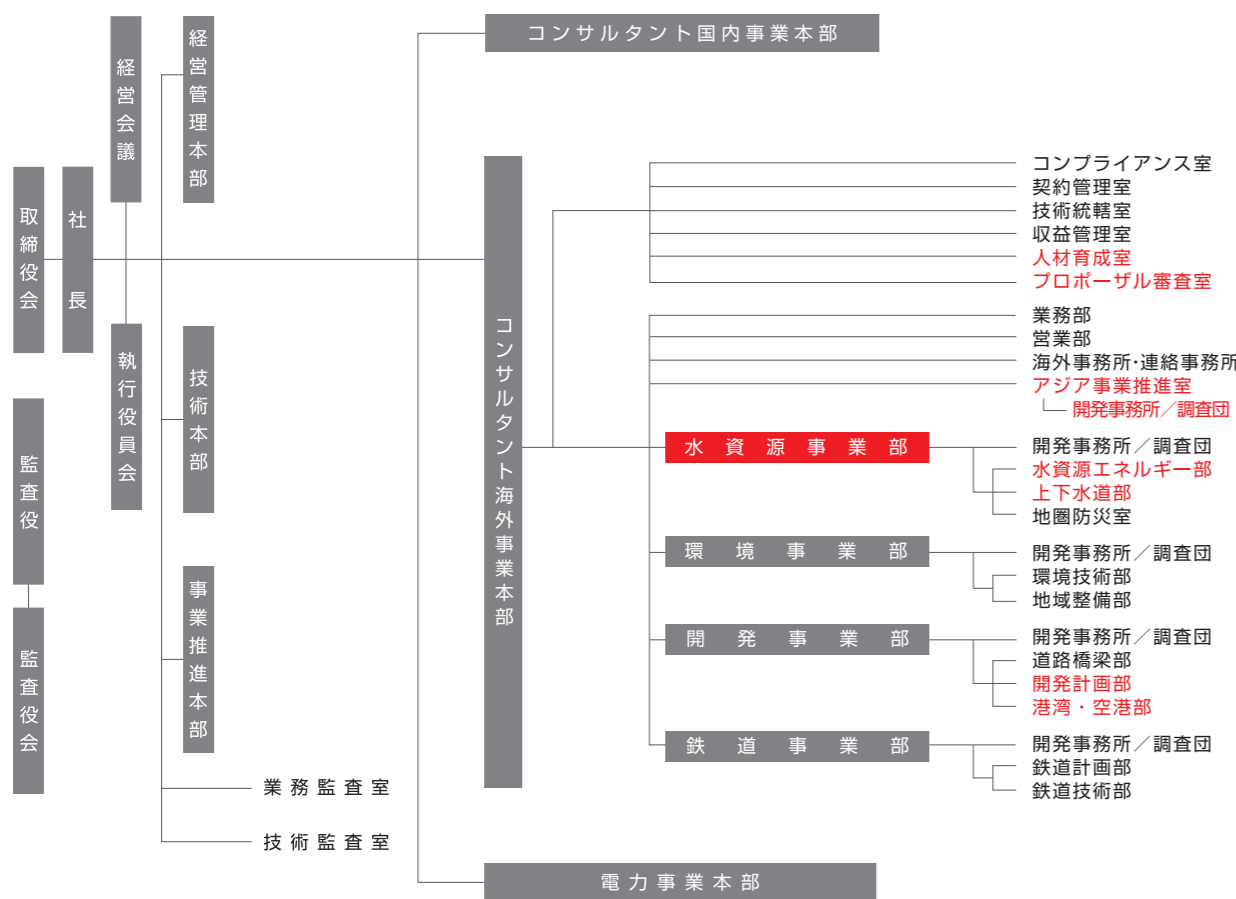 取締役会
社長
経営会議
執行役員会
監査役
監査役会
経営管理本部
技術本部
事業推進本部
業務監査室
技術監査室
コンサルタント国内事業本部
コンサルタント海外事業本部
コンプライアンス室
契約管理室
技術統轄室
収益管理室
人材育成室
プロポーザル審査室
業務部
営業部
海外事務所・連絡事務所
アジア事業推進室
開発事務所／調査団
水資源事業部
開発事務所／調査団
水資源エネルギー部
上下水道部
地圏防災室
環境事業部
開発事務所／調査団
環境技術部
地域整備部
開発事業部
開発事務所／調査団
道路橋梁部
開発計画部
港湾・空港部
鉄道事業部
開発事務所／調査団
鉄道計画部
鉄道技術部
電力事業本部